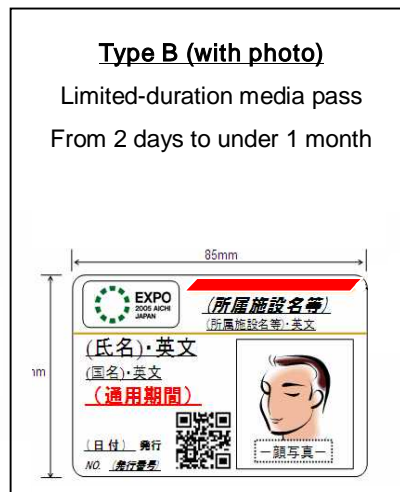 Type B (with photo)
Limited-duration media pass
From 2 days to under 1 month
85mm
EXPO
2005 AICHI
JAPAN
(所属施設名等)
(所属施設名等)・英文
(氏名)・英文
(国名)・英文
（通用期間）
（日付） 発行
NO. （発行番号）
－顔写真－